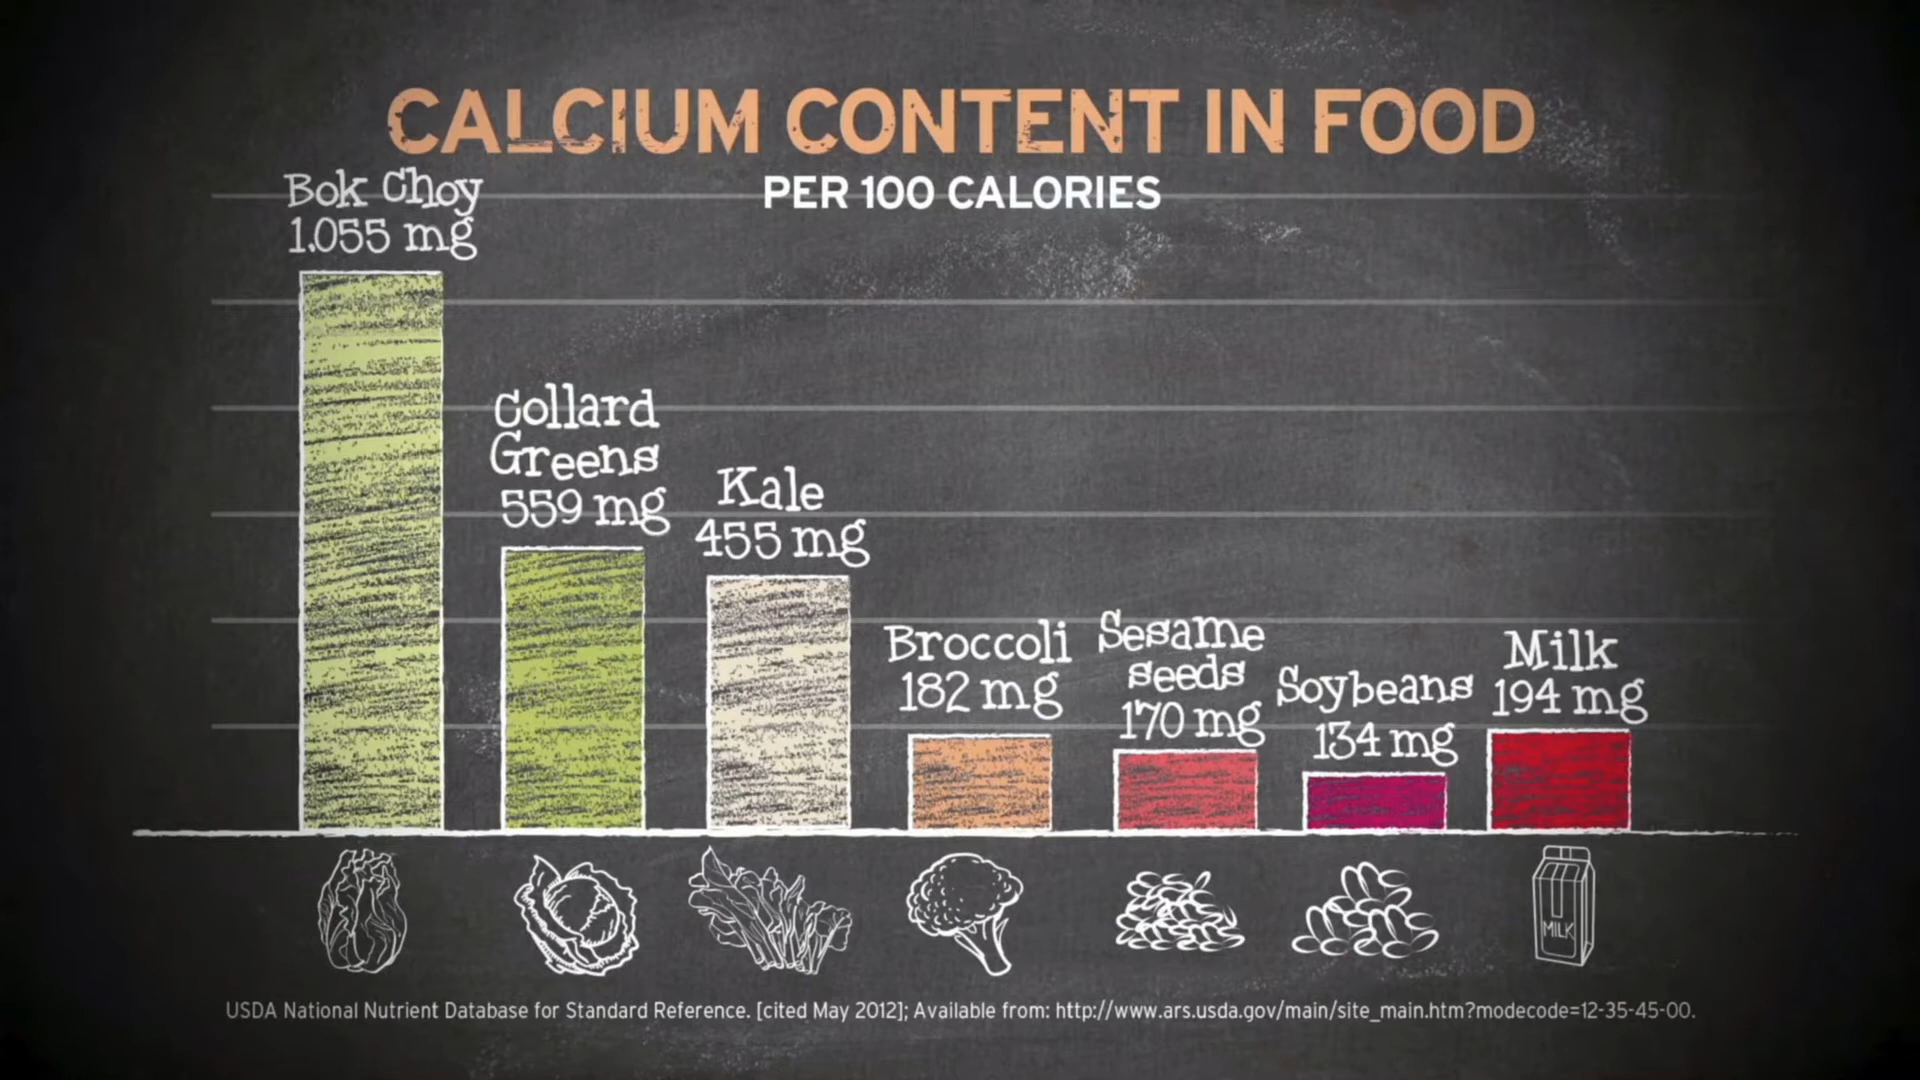 CALCIUM CONTENT IN FOOD
PER 100 CALORIES
Bok Choy
1.055 mg
Collard
Greens
559 mg
Kale
455 mg
Broccoli
182 mg
Sesame
seeds
170 mg
Soybeans
134 mg
Milk
194 mg
MILK
USDA National Nutrient Database for Standard Reference. [cited May 2012]; Available from: http://www.ars.usda.gov/main/site_main.htm?modecode=12-35-45-00.